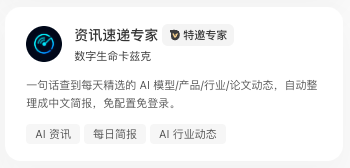 资讯速递专家 特邀专家
数字生命卡兹克
一句话查到每天精选的 AI 模型/产品/行业/论文动态，自动整
理成中文简报，免配置免登录。
AI 资讯 每日简报 AI 行业动态